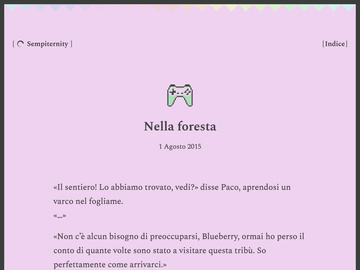 [ Sempiternity ]
[Indice]
Nella foresta
1 Agosto 2015
«Il sentiero! Lo abbiamo trovato, vedi?» disse Paco, aprendosi un
varco nel fogliame.
«…»
«Non c'è alcun bisogno di preoccuparsi, Blueberry, ormai ho perso il
conto di quante volte sono stato a visitare questa tribù. So
perfettamente come arrivarci.»